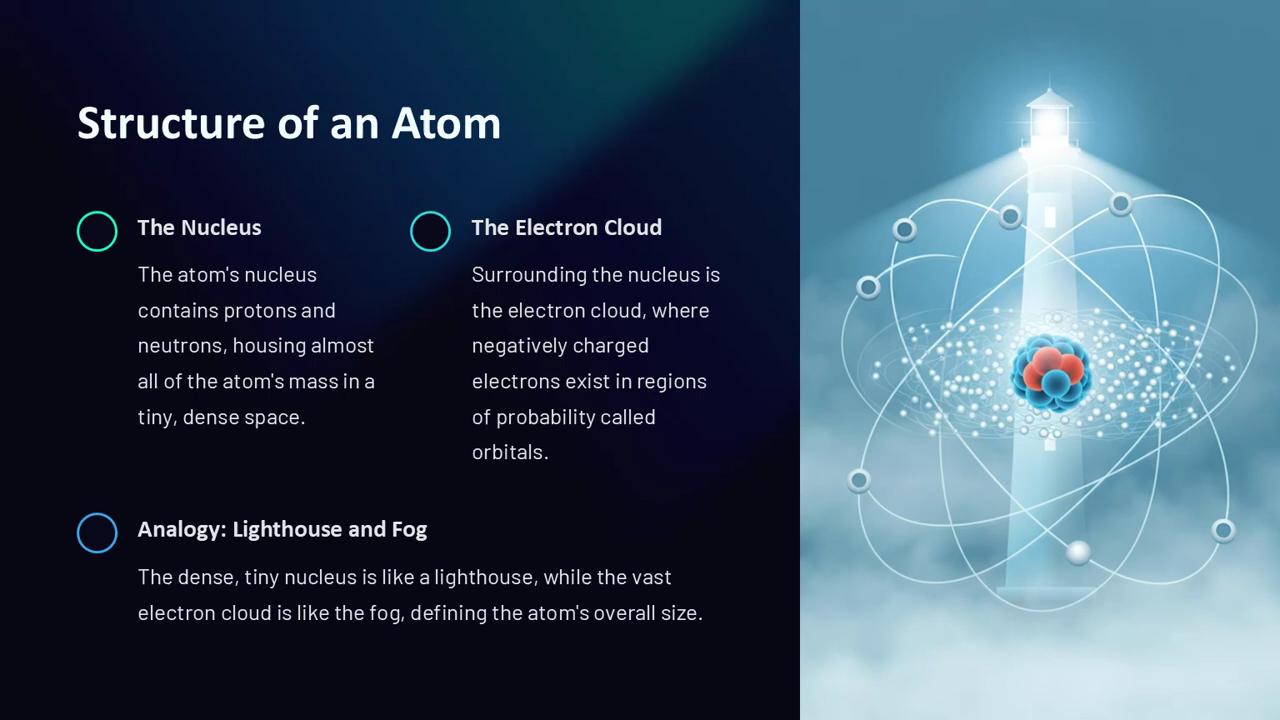 Structure of an Atom
The Nucleus
The atom's nucleus
contains protons and
neutrons, housing almost
all of the atom's mass in a
tiny, dense space.
The Electron Cloud
Surrounding the nucleus is
the electron cloud, where
negatively charged
electrons exist in regions
of probability called
orbitals.
Analogy: Lighthouse and Fog
The dense, tiny nucleus is like a lighthouse, while the vast
electron cloud is like the fog, defining the atom's overall size.